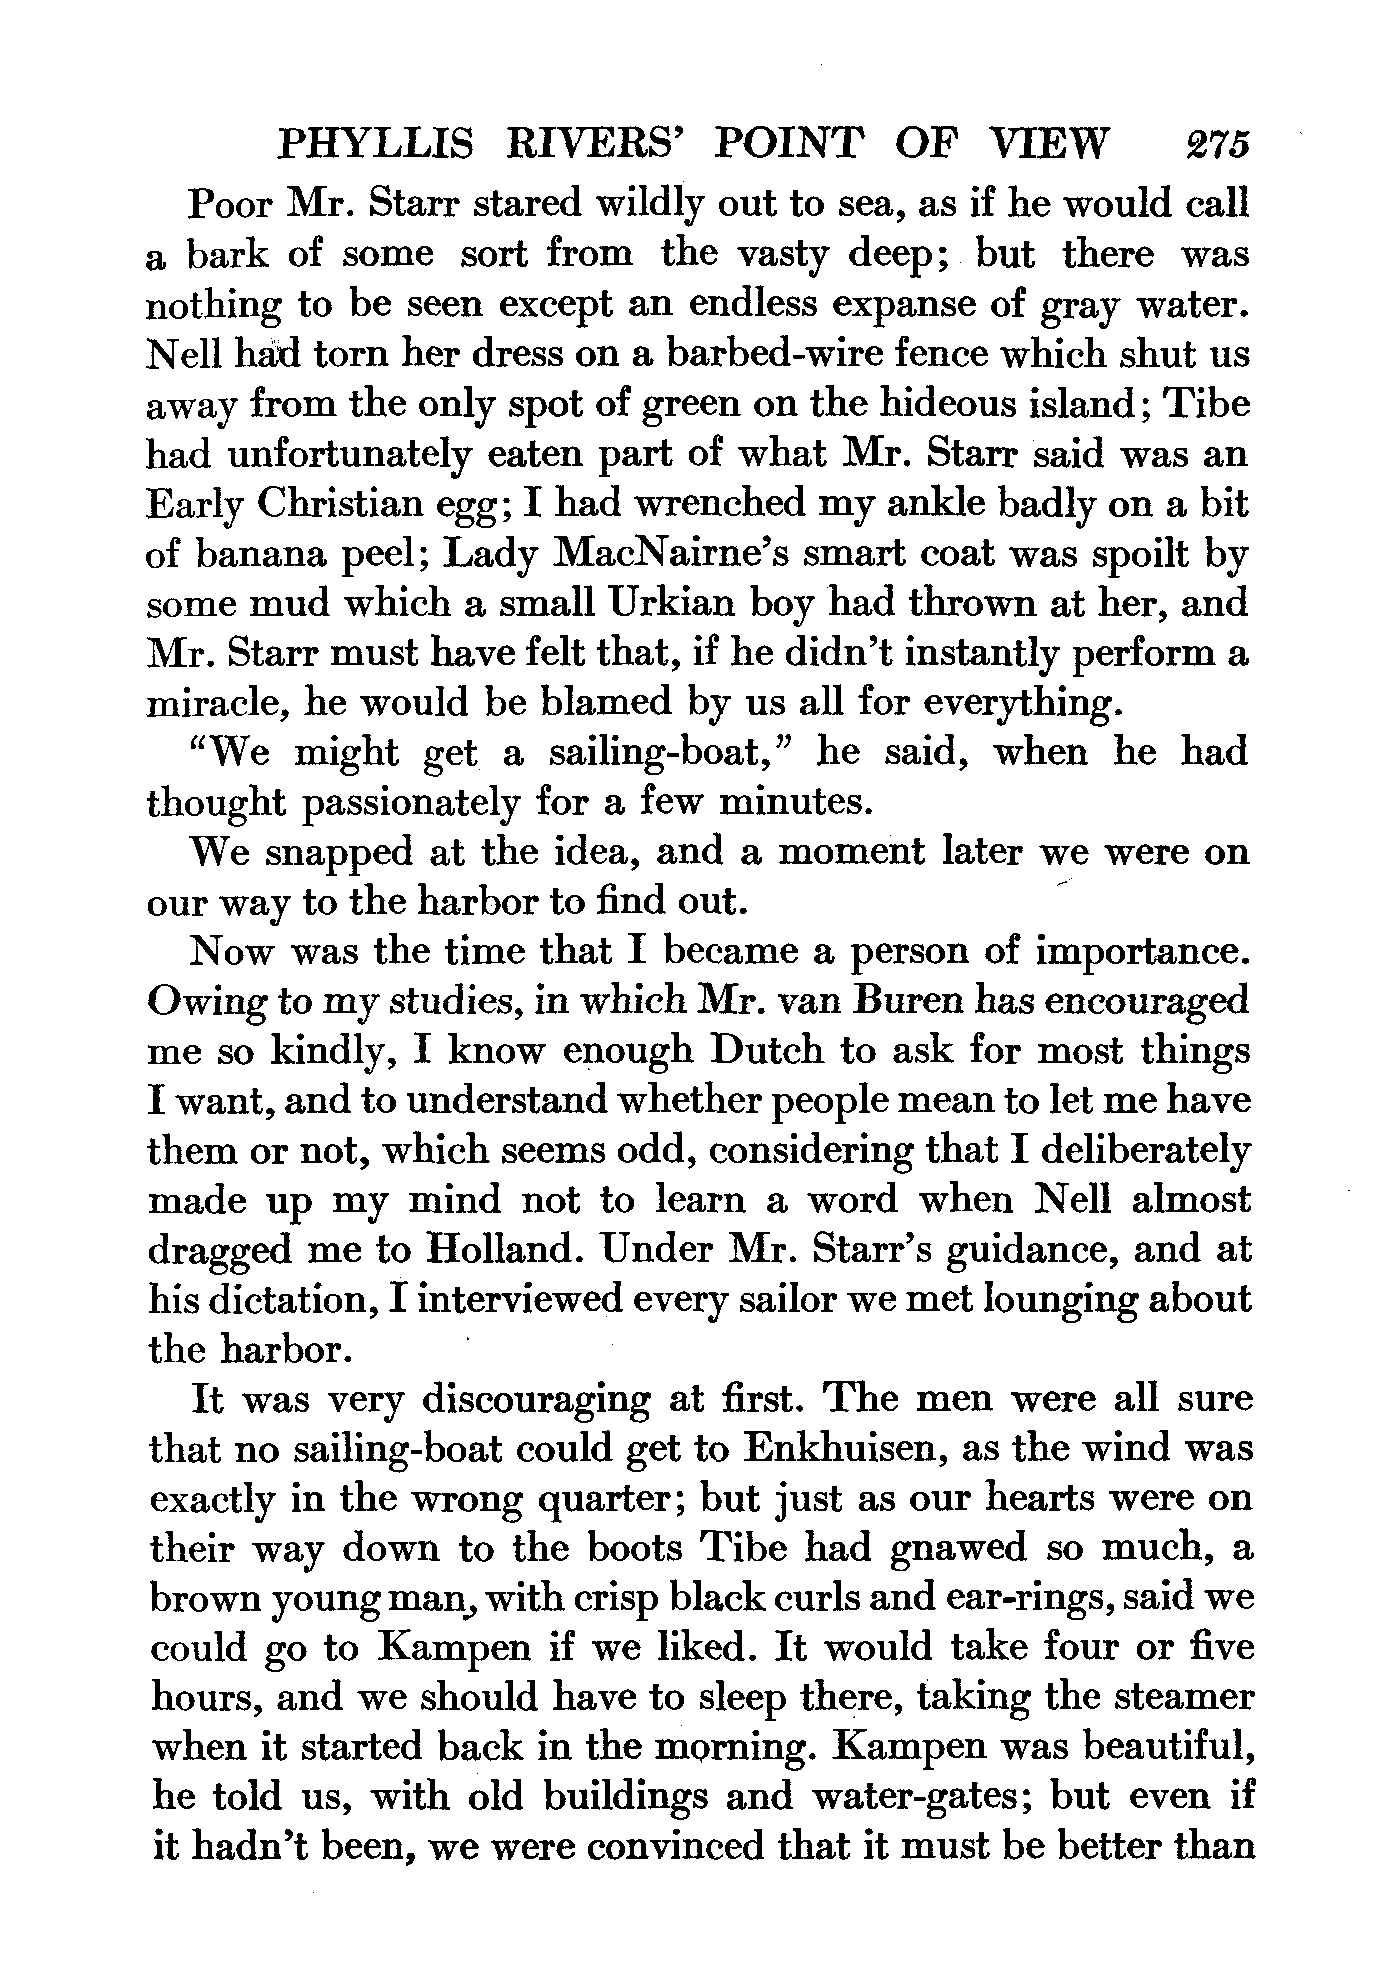 PHYLLIS RIVERS' POINT OF VIEW 275
Poor Mr. Starr stared wildly out to sea, as if he would call
a bark of some sort from the vasty deep; but there was
nothing to be seen except an endless expanse of gray water.
Nell had torn her dress on a barbed-wire fence which shut us
away from the only spot of green on the hideous island; Tibe
had unfortunately eaten part of what Mr. Starr said was an
Early Christian egg; I had wrenched my ankle badly on a bit
of banana peel; Lady MacNairne's smart coat was spoilt by
some mud which a small Urkian boy had thrown at her, and
Mr. Starr must have felt that, if he didn't instantly perform a
miracle, he would be blamed by us all for everything.
"We might get a sailing-boat," he said, when he had
thought passionately for a few minutes.
We snapped at the idea, and a moment later we were on
our way to the harbor to find out.
Now was the time that I became a person of importance.
Owing to my studies, in which Mr. van Buren has encouraged
me so kindly, I know enough Dutch to ask for most things
I want, and to understand whether people mean to let me have
them or not, which seems odd, considering that I deliberately
made up my mind not to learn a word when Nell almost
dragged me to Holland. Under Mr. Starr's guidance, and at
his dictation, I interviewed every sailor we met lounging about
the harbor.
It was very discouraging at first. The men were all sure
that no sailing-boat could get to Enkhuisen, as the wind was
exactly in the wrong quarter; but just as our hearts were on
their way down to the boots Tibe had gnawed so much, a
brown young man, with crisp black curls and ear-rings, said we
could go to Kampen if we liked. It would take four or five
hours, and we should have to sleep there, taking the steamer
when it started back in the morning. Kampen was beautiful,
he told us, with old buildings and water-gates; but even if
it hadn't been, we were convinced that it must be better than